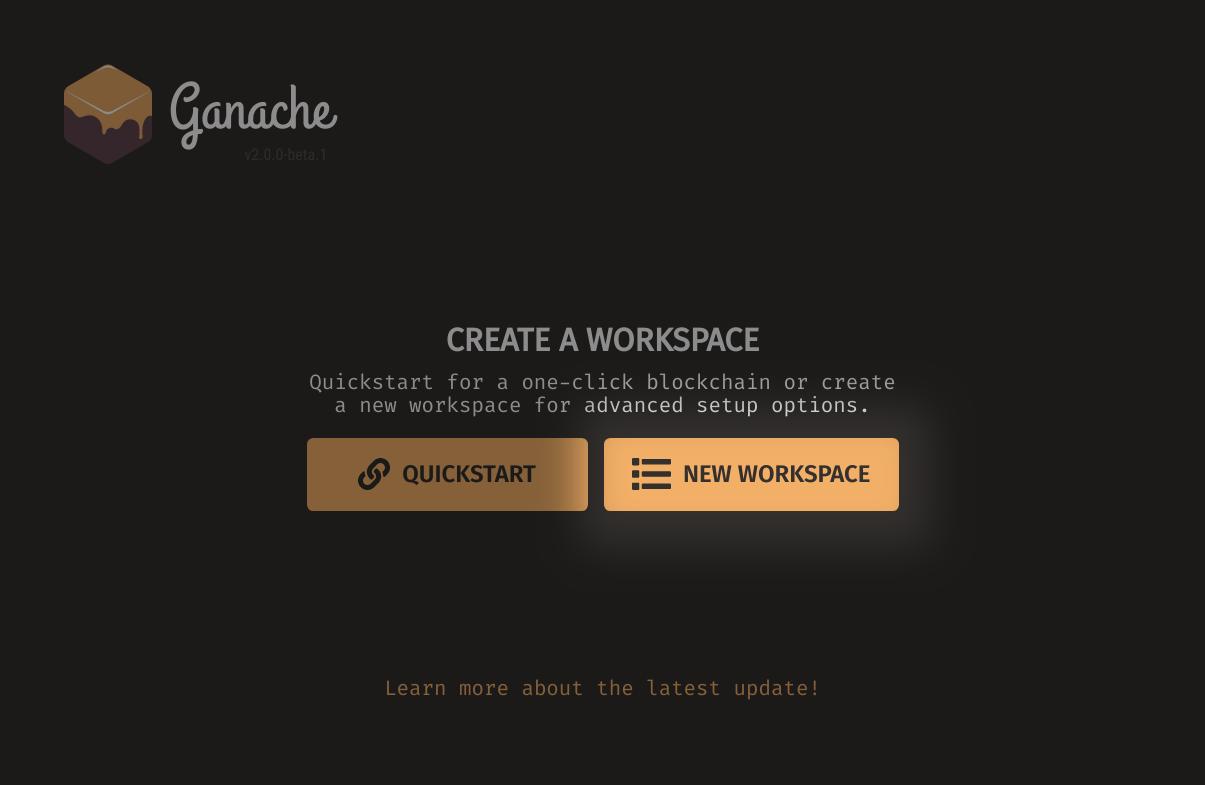 Ganache
v2.0.0-beta.1
CREATE A WORKSPACE
Quickstart for a one-click blockchain or create
a new workspace for advanced setup options.
QUICKSTART
NEW WORKSPACE
Learn more about the latest update!